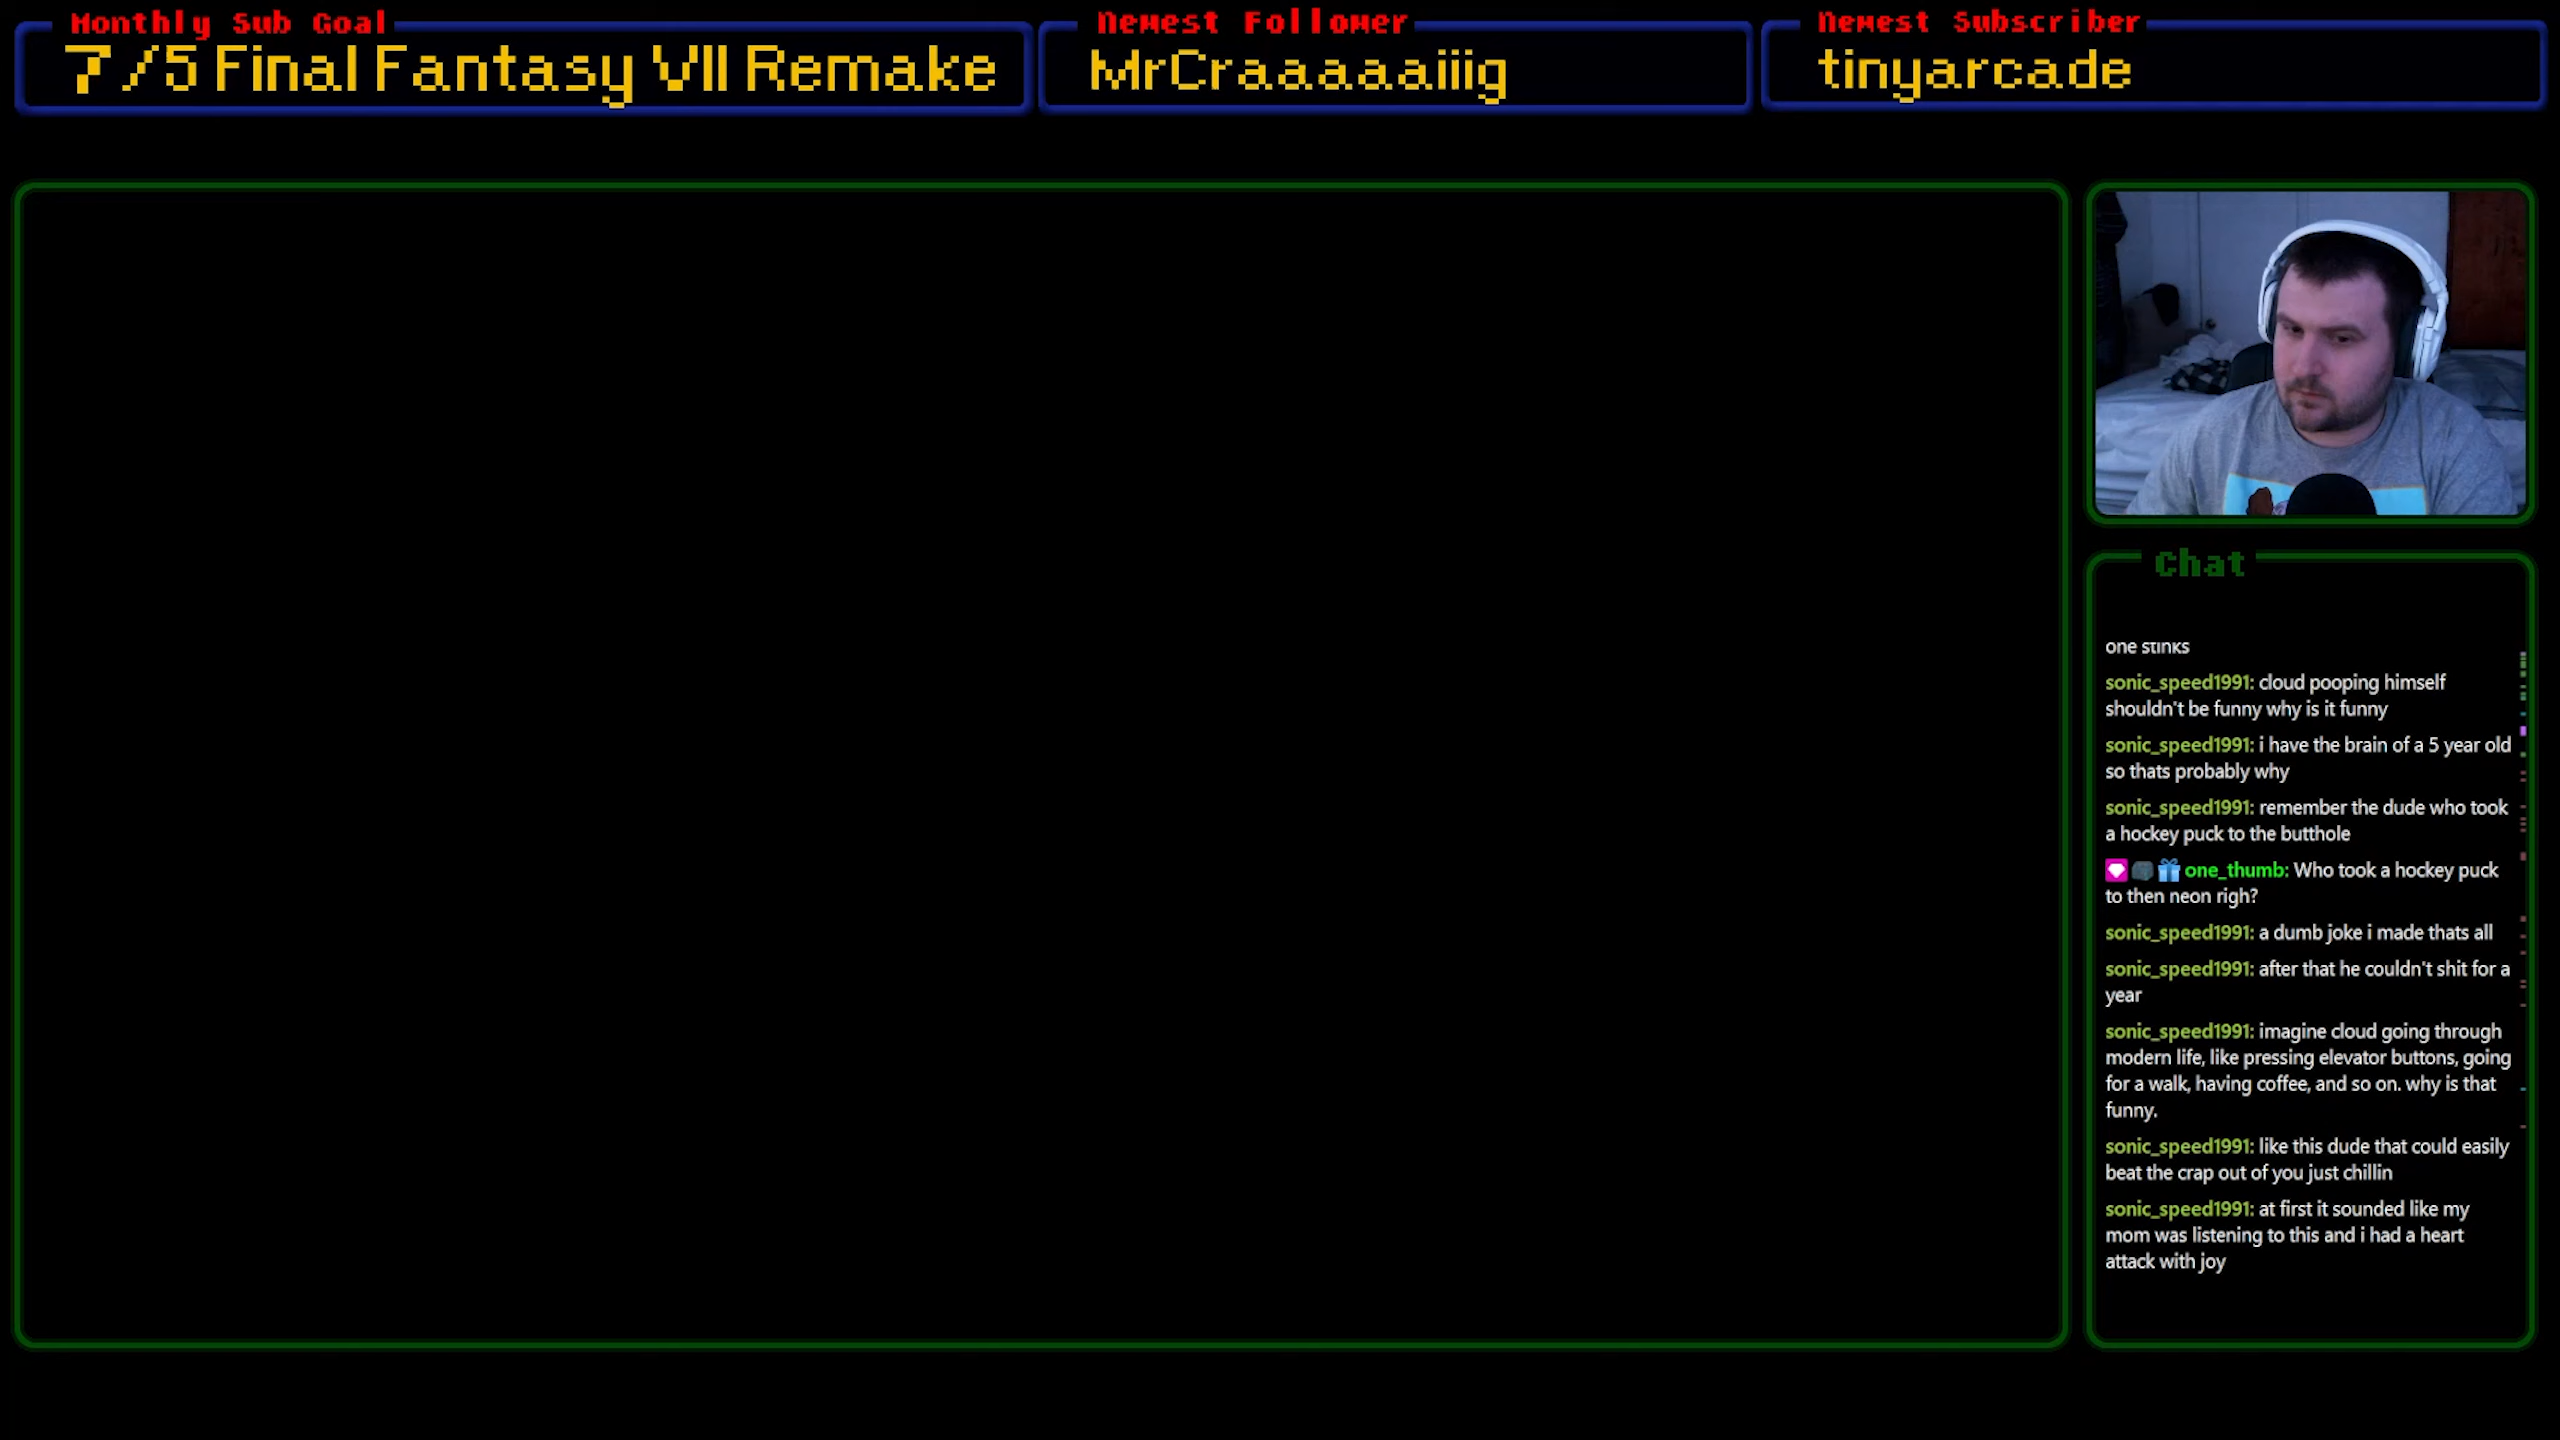 Monthly Sub Goal
7/5 Final Fantasy VII Remake
Newest Follower
MrCraaaaaiiig
Newest Subscriber
tinyarcade
Chat
one stinks
sonic_speed1991: cloud pooping himself
shouldn't be funny why is it funny
sonic_speed1991: i have the brain of a 5 year old
so thats probably why
sonic_speed1991: remember the dude who took
a hockey puck to the butthole
one_thumb: Who took a hockey puck
to then neon righ?
sonic_speed1991: a dumb joke i made thats all
sonic_speed1991: after that he couldn't shit for a
year
sonic_speed1991: imagine cloud going through
modern life, like pressing elevator buttons, going
for a walk, having coffee, and so on. why is that
funny.
sonic_speed1991: like this dude that could easily
beat the crap out of you just chillin
sonic_speed1991: at first it sounded like my
mom was listening to this and i had a heart
attack with joy